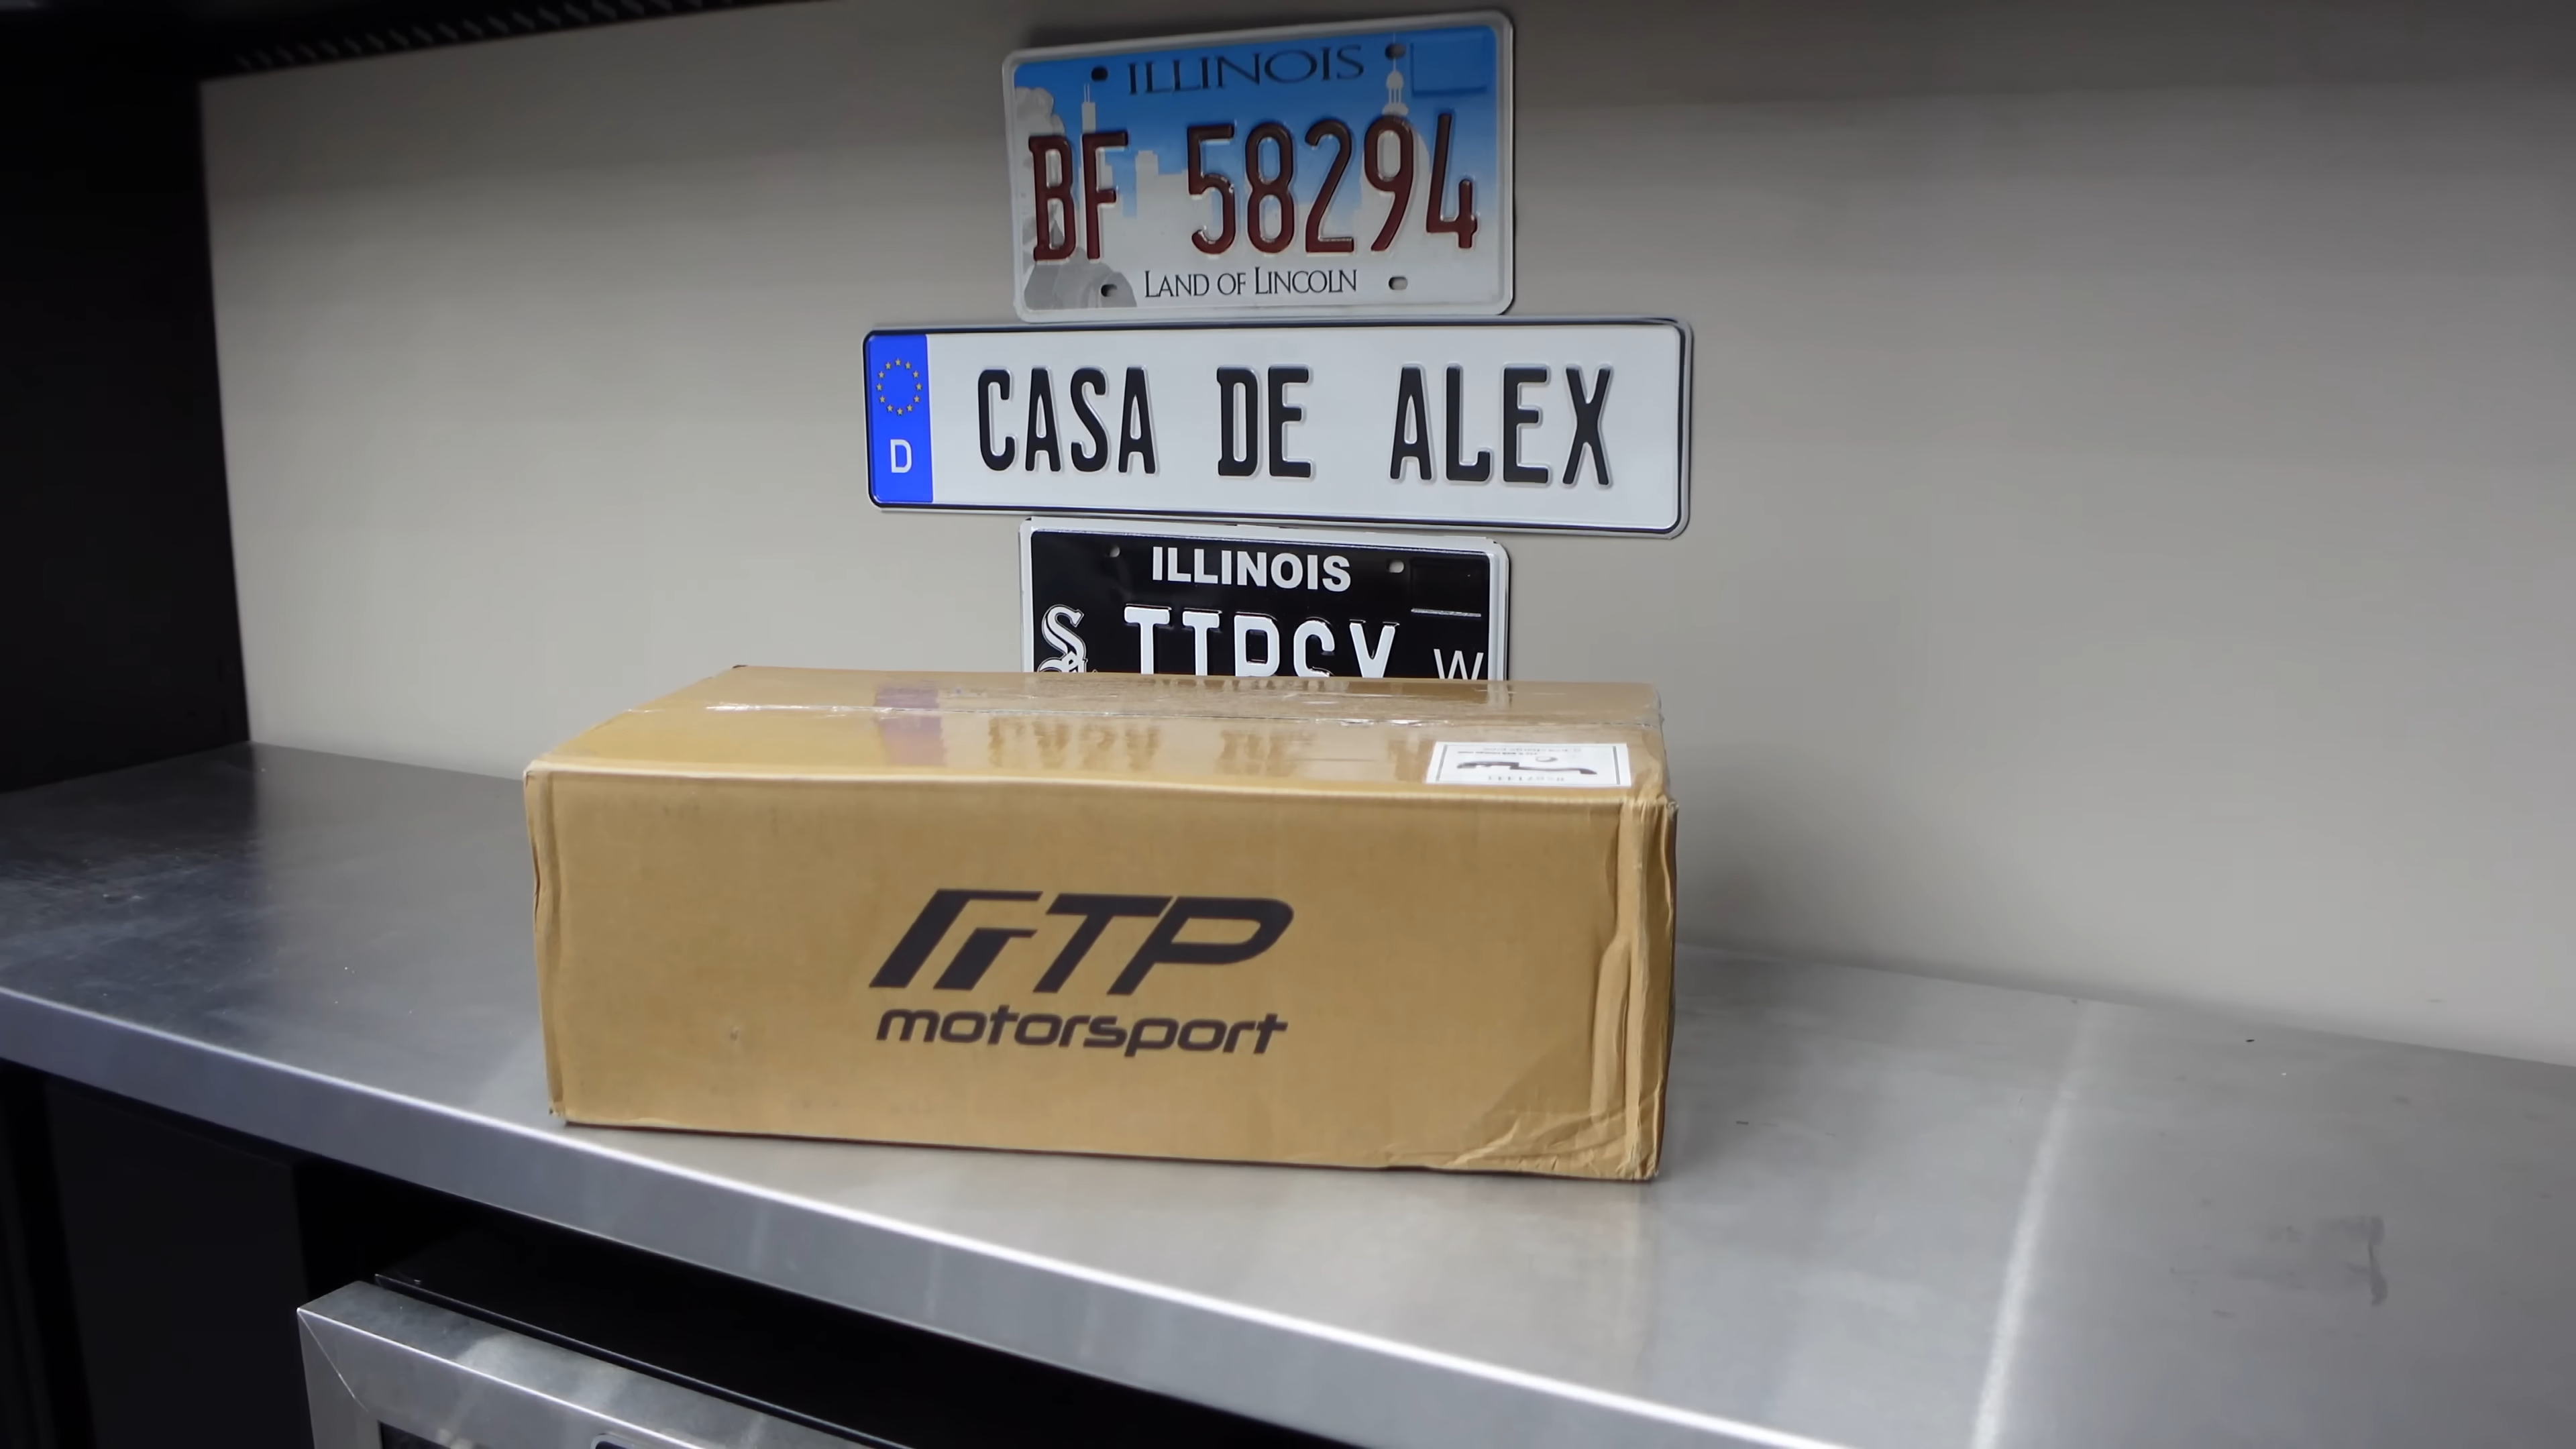 ILLINOIS
BF 58294
LAND OF LINCOLN
D
CASA DE ALEX
ILLINOIS
W
FTP
motorsport